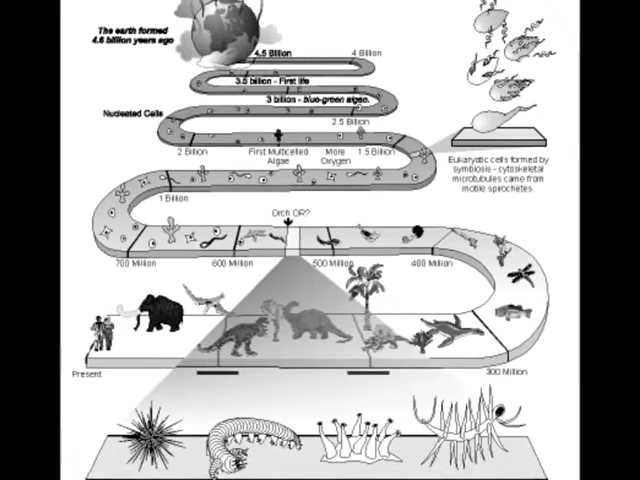 The earth formed
4.6 billion years ago
4.5 Billion
4 Billion
3.5 billion - First life
3 billion - blue-green algae.
Nucleated Cells
2.5 Billion
2 Billion
First Multicelled
Algae
More
Oxygen
1.5 Billion
Eukaryotic cells formed by
symbiosis - cytoskeletal
microtubules came from
motile spirochetes.
1 Billion
Orch OR?
700 Million
600 Million
500 Million
400 Million
Present
300 Million